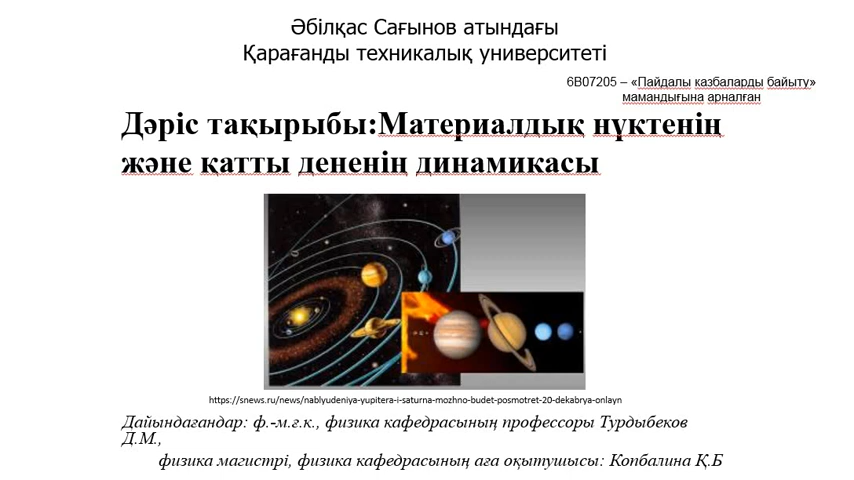 Әбілқас Сағынов атындағы
Қарағанды техникалық университеті
6В07205 – «Пайдалы казбаларды байыту»
мамандығына арналған
Дәріс тақырыбы:Материалдық нүктенің
және қатты дененің динамикасы
https://snews.ru/news/nablyudeniya-yupitera-i-saturna-mozhno-budet-posmotret-20-dekabrya-onlayn
Дайындағандар: ф.-м.ғ.к., физика кафедрасының профессоры Турдыбеков
Д.М.,
физика магистрі, физика кафедрасының аға оқытушысы: Копбалина Қ.Б